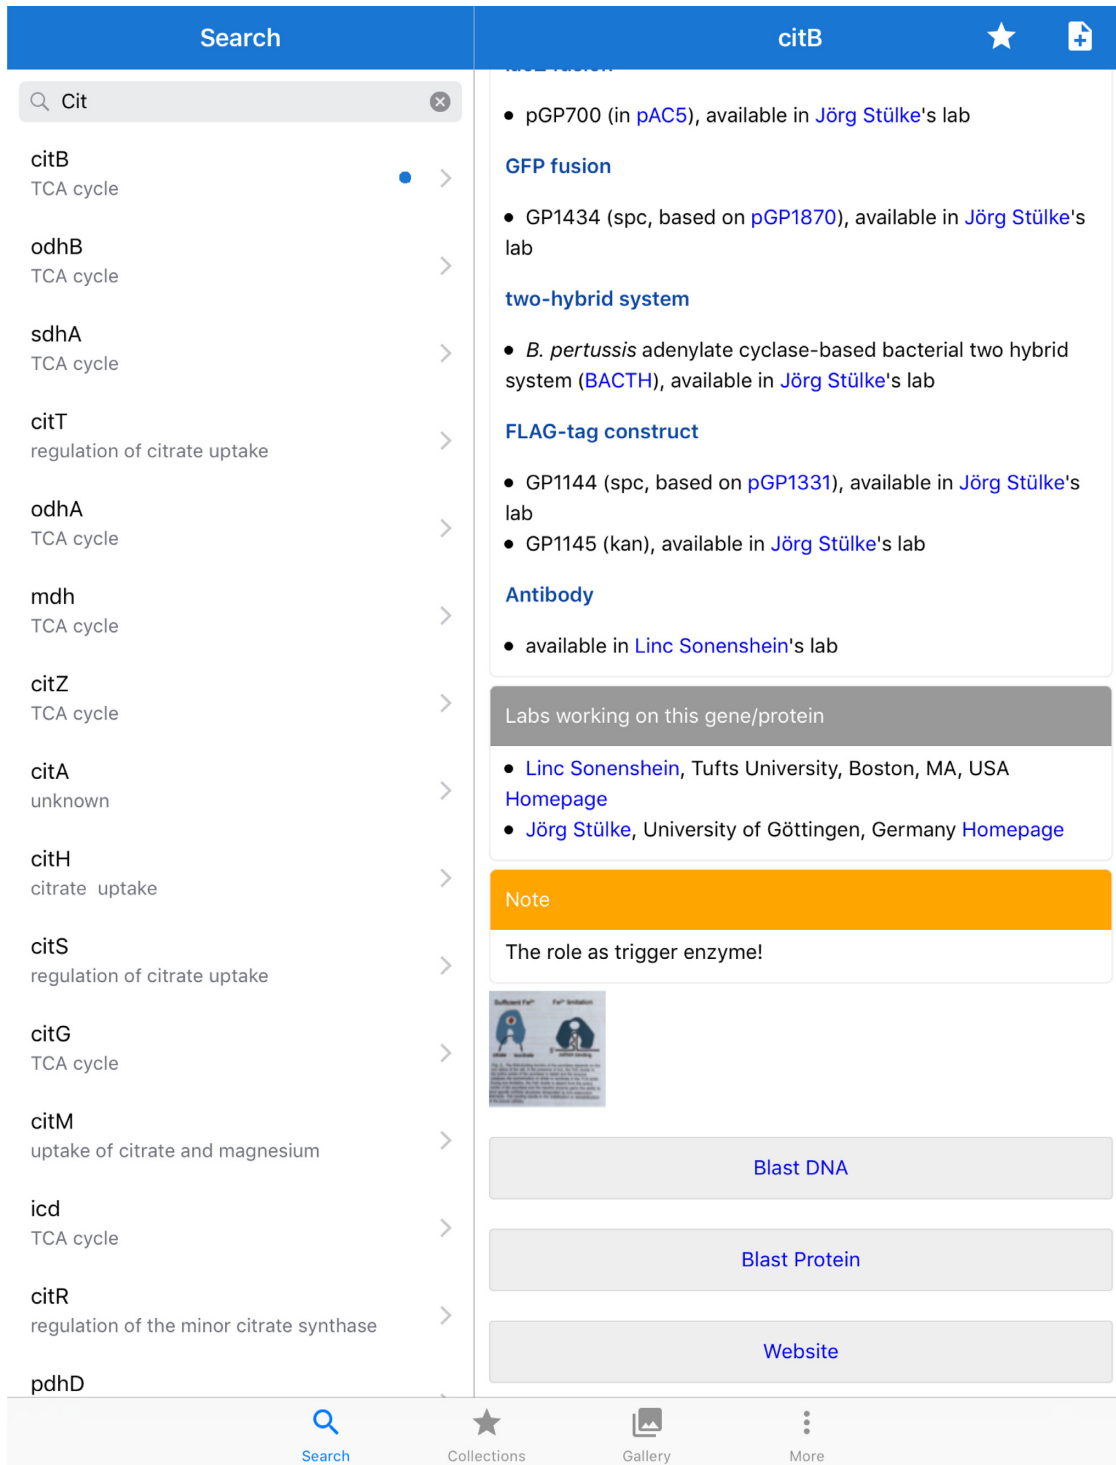 Search
Cit
citB
TCA cycle
odhB
TCA cycle
sdhA
TCA cycle
citT
regulation of citrate uptake
odhA
TCA cycle
mdh
TCA cycle
citZ
TCA cycle
citA
unknown
citH
citrate uptake
citS
regulation of citrate uptake
citG
TCA cycle
citM
uptake of citrate and magnesium
icd
TCA cycle
citR
regulation of the minor citrate synthase
pdhD
citB
• pGP700 (in pAC5), available in Jörg Stülke's lab
GFP fusion
• GP1434 (spc, based on pGP1870), available in Jörg Stülke's
lab
two-hybrid system
• B. pertussis adenylate cyclase-based bacterial two hybrid
system (BACTH), available in Jörg Stülke's lab
FLAG-tag construct
• GP1144 (spc, based on pGP1331), available in Jörg Stülke's
lab
• GP1145 (kan), available in Jörg Stülke's lab
Antibody
• available in Linc Sonenshein's lab
Labs working on this gene/protein
• Linc Sonenshein, Tufts University, Boston, MA, USA
Homepage
• Jörg Stülke, University of Göttingen, Germany Homepage
Note
The role as trigger enzyme!
Sufficient Fe²⁺ Fe²⁺ limitation
Blast DNA
Blast Protein
Website
Search
Collections
Gallery
More